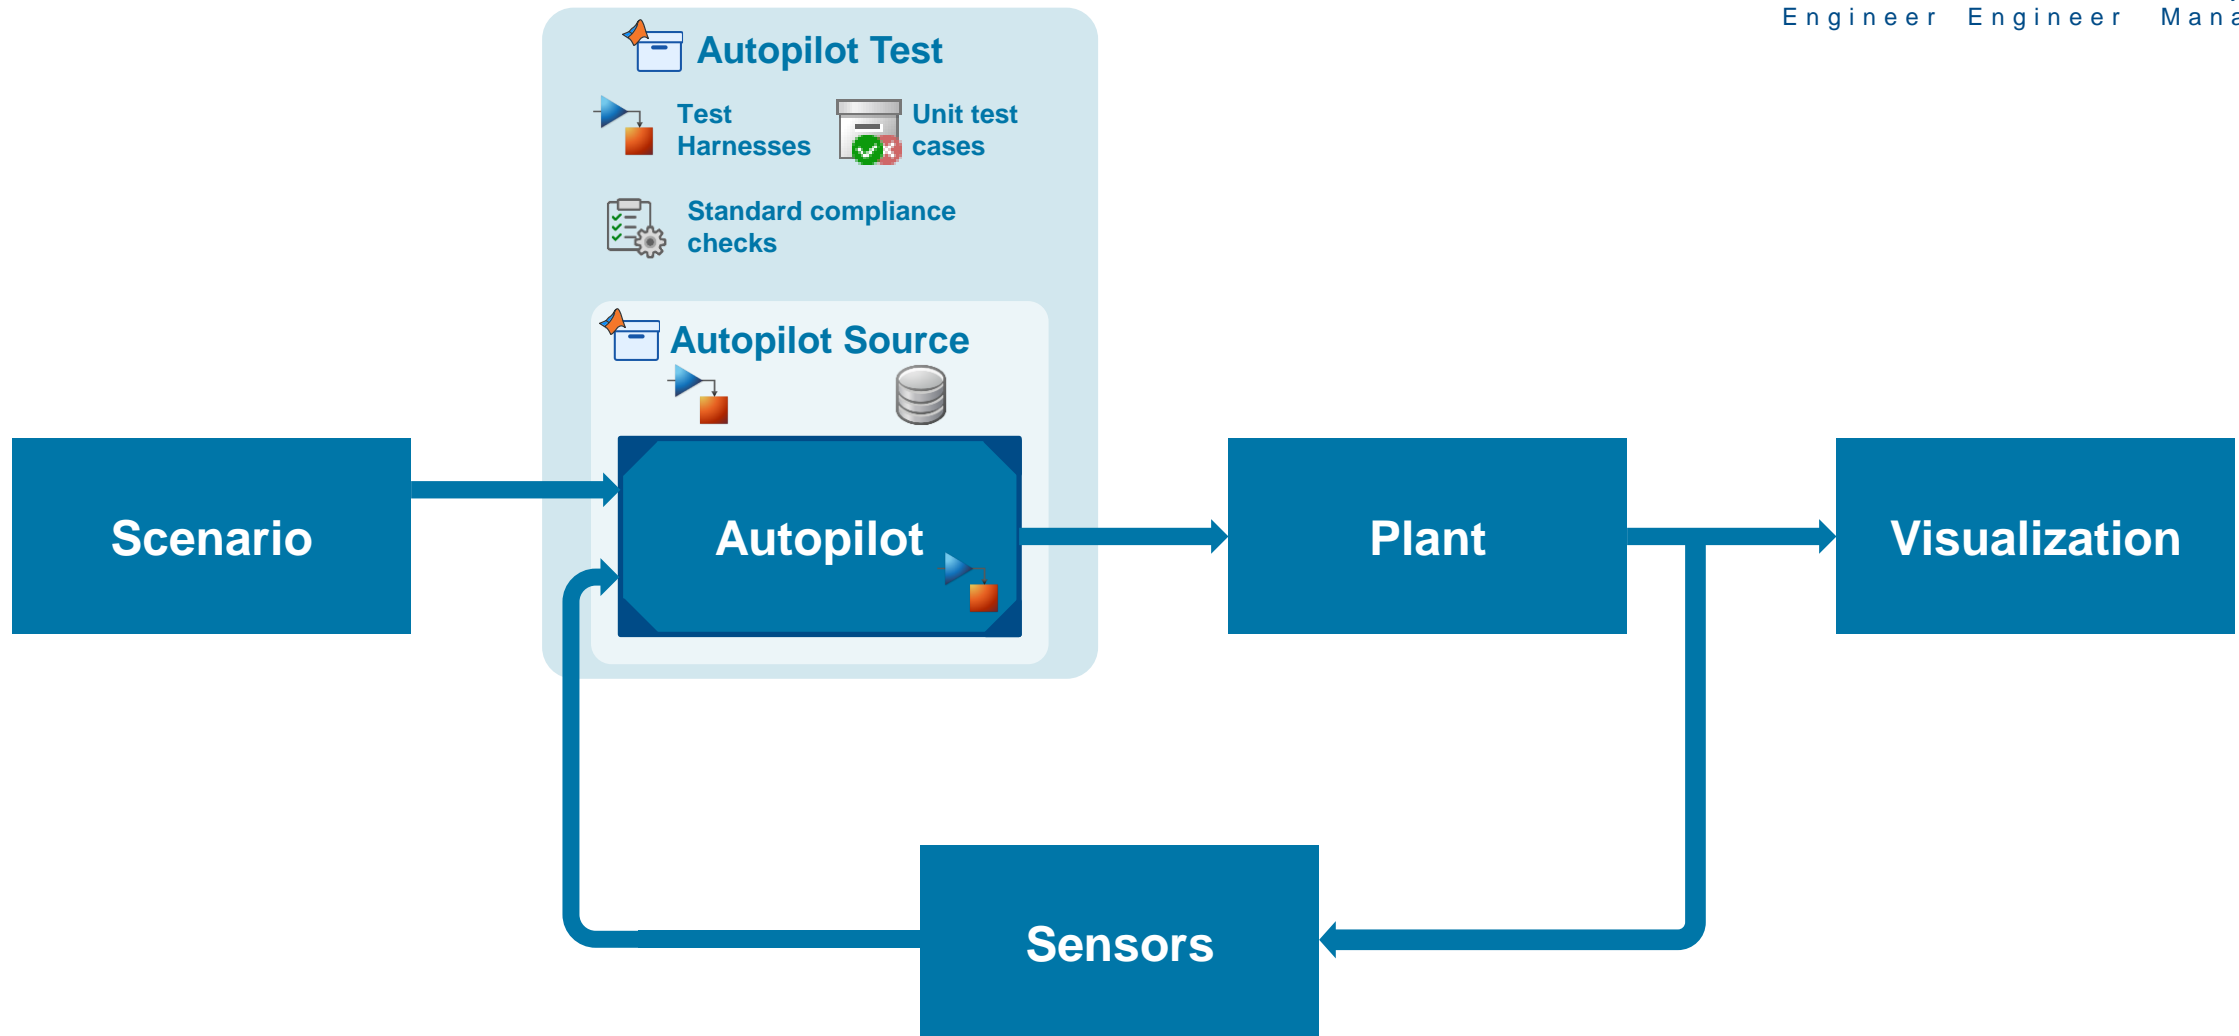 Engineer Engineer
Autopilot Test
Test
Harnesses
Unit test
cases
Standard compliance
checks
Autopilot Source
Scenario
Autopilot
Plant
Visualization
Sensors